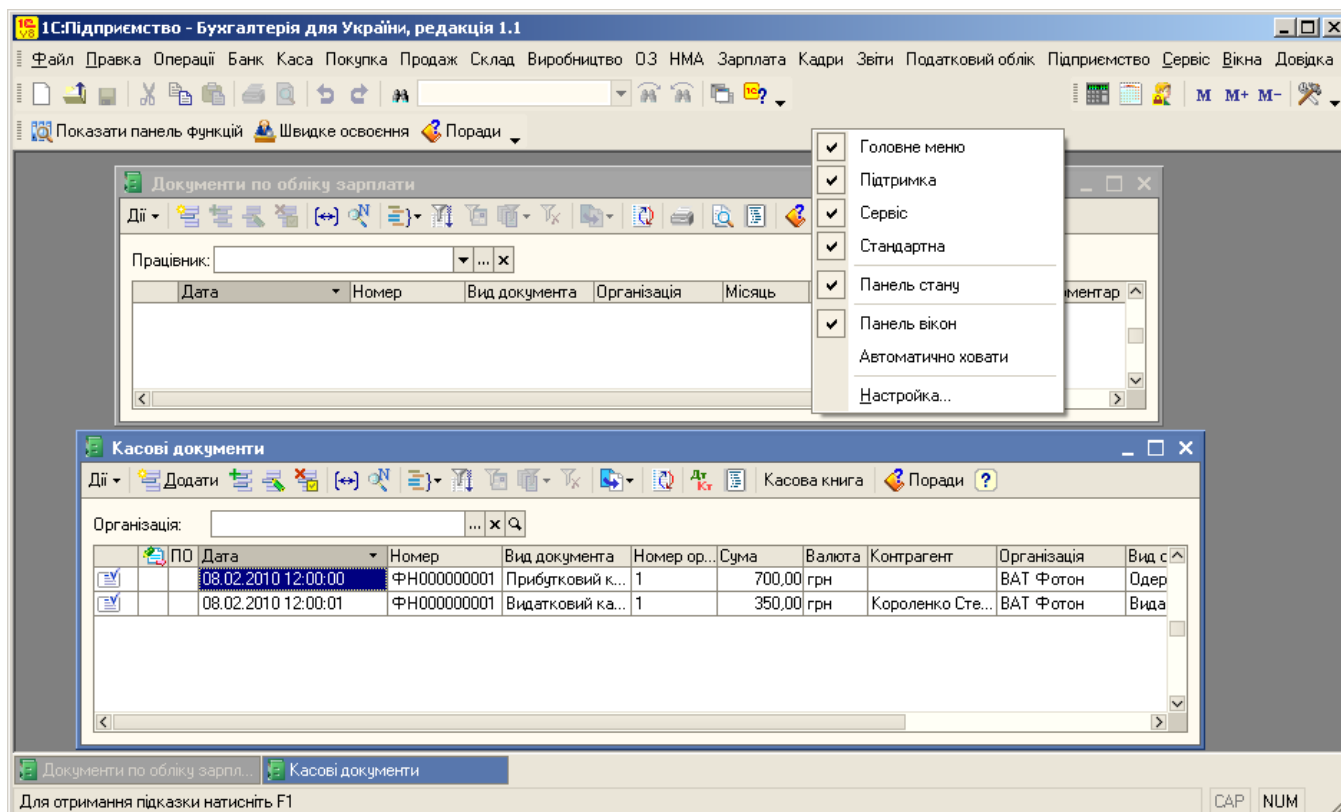 1С:Підприємство - Бухгалтерія для України, редакція 1.1
Файл Правка Операції Банк Каса Покупка Продаж Склад Виробництво ОЗ НМА Зарплата Кадри Звіти Податковий облік Підприємство Сервіс Вікна Довідка
M M+ M-
Показати панель функцій Швидке освоєння Поради
Головне меню
Підтримка
Сервіс
Стандартна
Панель стану
Панель вікон
Автоматично ховати
Настройка...
Документи по обліку зарплати
Дії
Працівник:
Дата Номер Вид документа Організація Місяць ментар
Касові документи
Дії Додати Дт Кт Касова книга Поради ?
Організація:
ПО Дата Номер Вид документа Номер ор... Сума Валюта Контрагент Організація Вид о
08.02.2010 12:00:00 ФН000000001 Прибутковий к... 1 700,00 грн ВАТ Фотон Одер
08.02.2010 12:00:01 ФН000000001 Видатковий ка... 1 350,00 грн Короленко Сте... ВАТ Фотон Вида
Документи по обліку зарпл... Касові документи
Для отримання підказки натисніть F1 CAP NUM